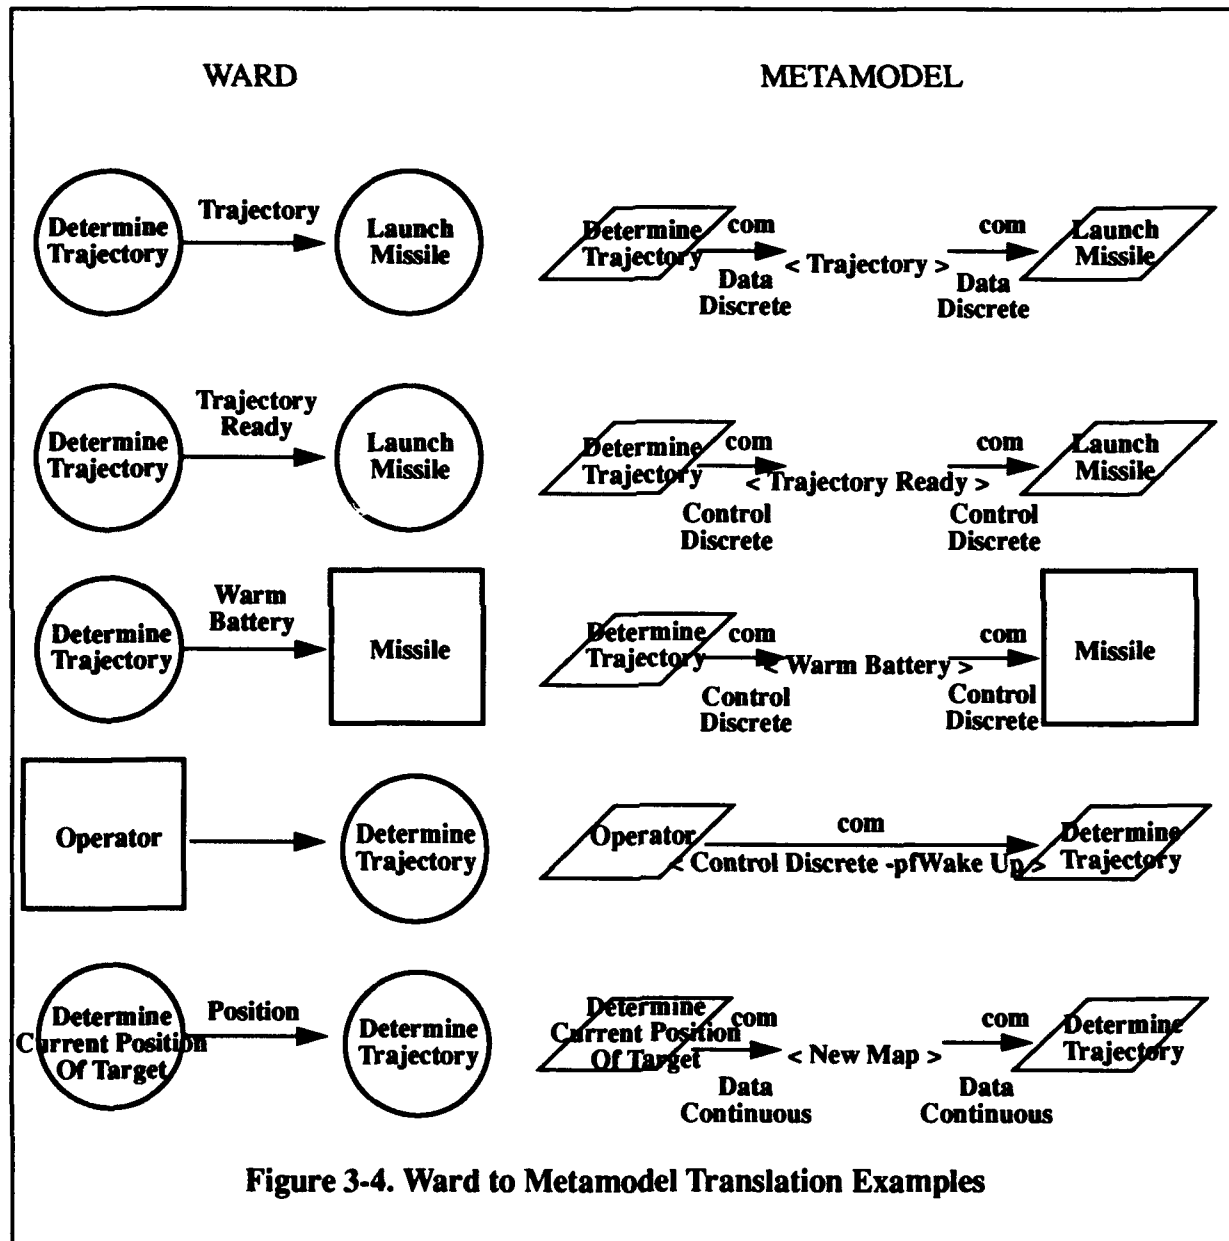 WARD
METAMODEL
Determine
Trajectory
Trajectory
Launch
Missile
Determine
Trajectory
com
< Trajectory >
com
Data
Discrete
Data
Discrete
Launch
Missile
Determine
Trajectory
Trajectory
Ready
Launch
Missile
Determine
Trajectory
com
< Trajectory Ready >
com
Control
Discrete
Control
Discrete
Launch
Missile
Determine
Trajectory
Warm
Battery
Missile
Determine
Trajectory
com
< Warm Battery >
com
Control
Discrete
Control
Discrete
Missile
Operator
Determine
Trajectory
Operator
com
< Control Discrete -pfWake Up >
Determine
Trajectory
Determine
Current Position
Of Target
Position
Determine
Trajectory
Determine
Current Position
Of Target
com
< New Map >
com
Data
Continuous
Data
Continuous
Determine
Trajectory
Figure 3-4. Ward to Metamodel Translation Examples